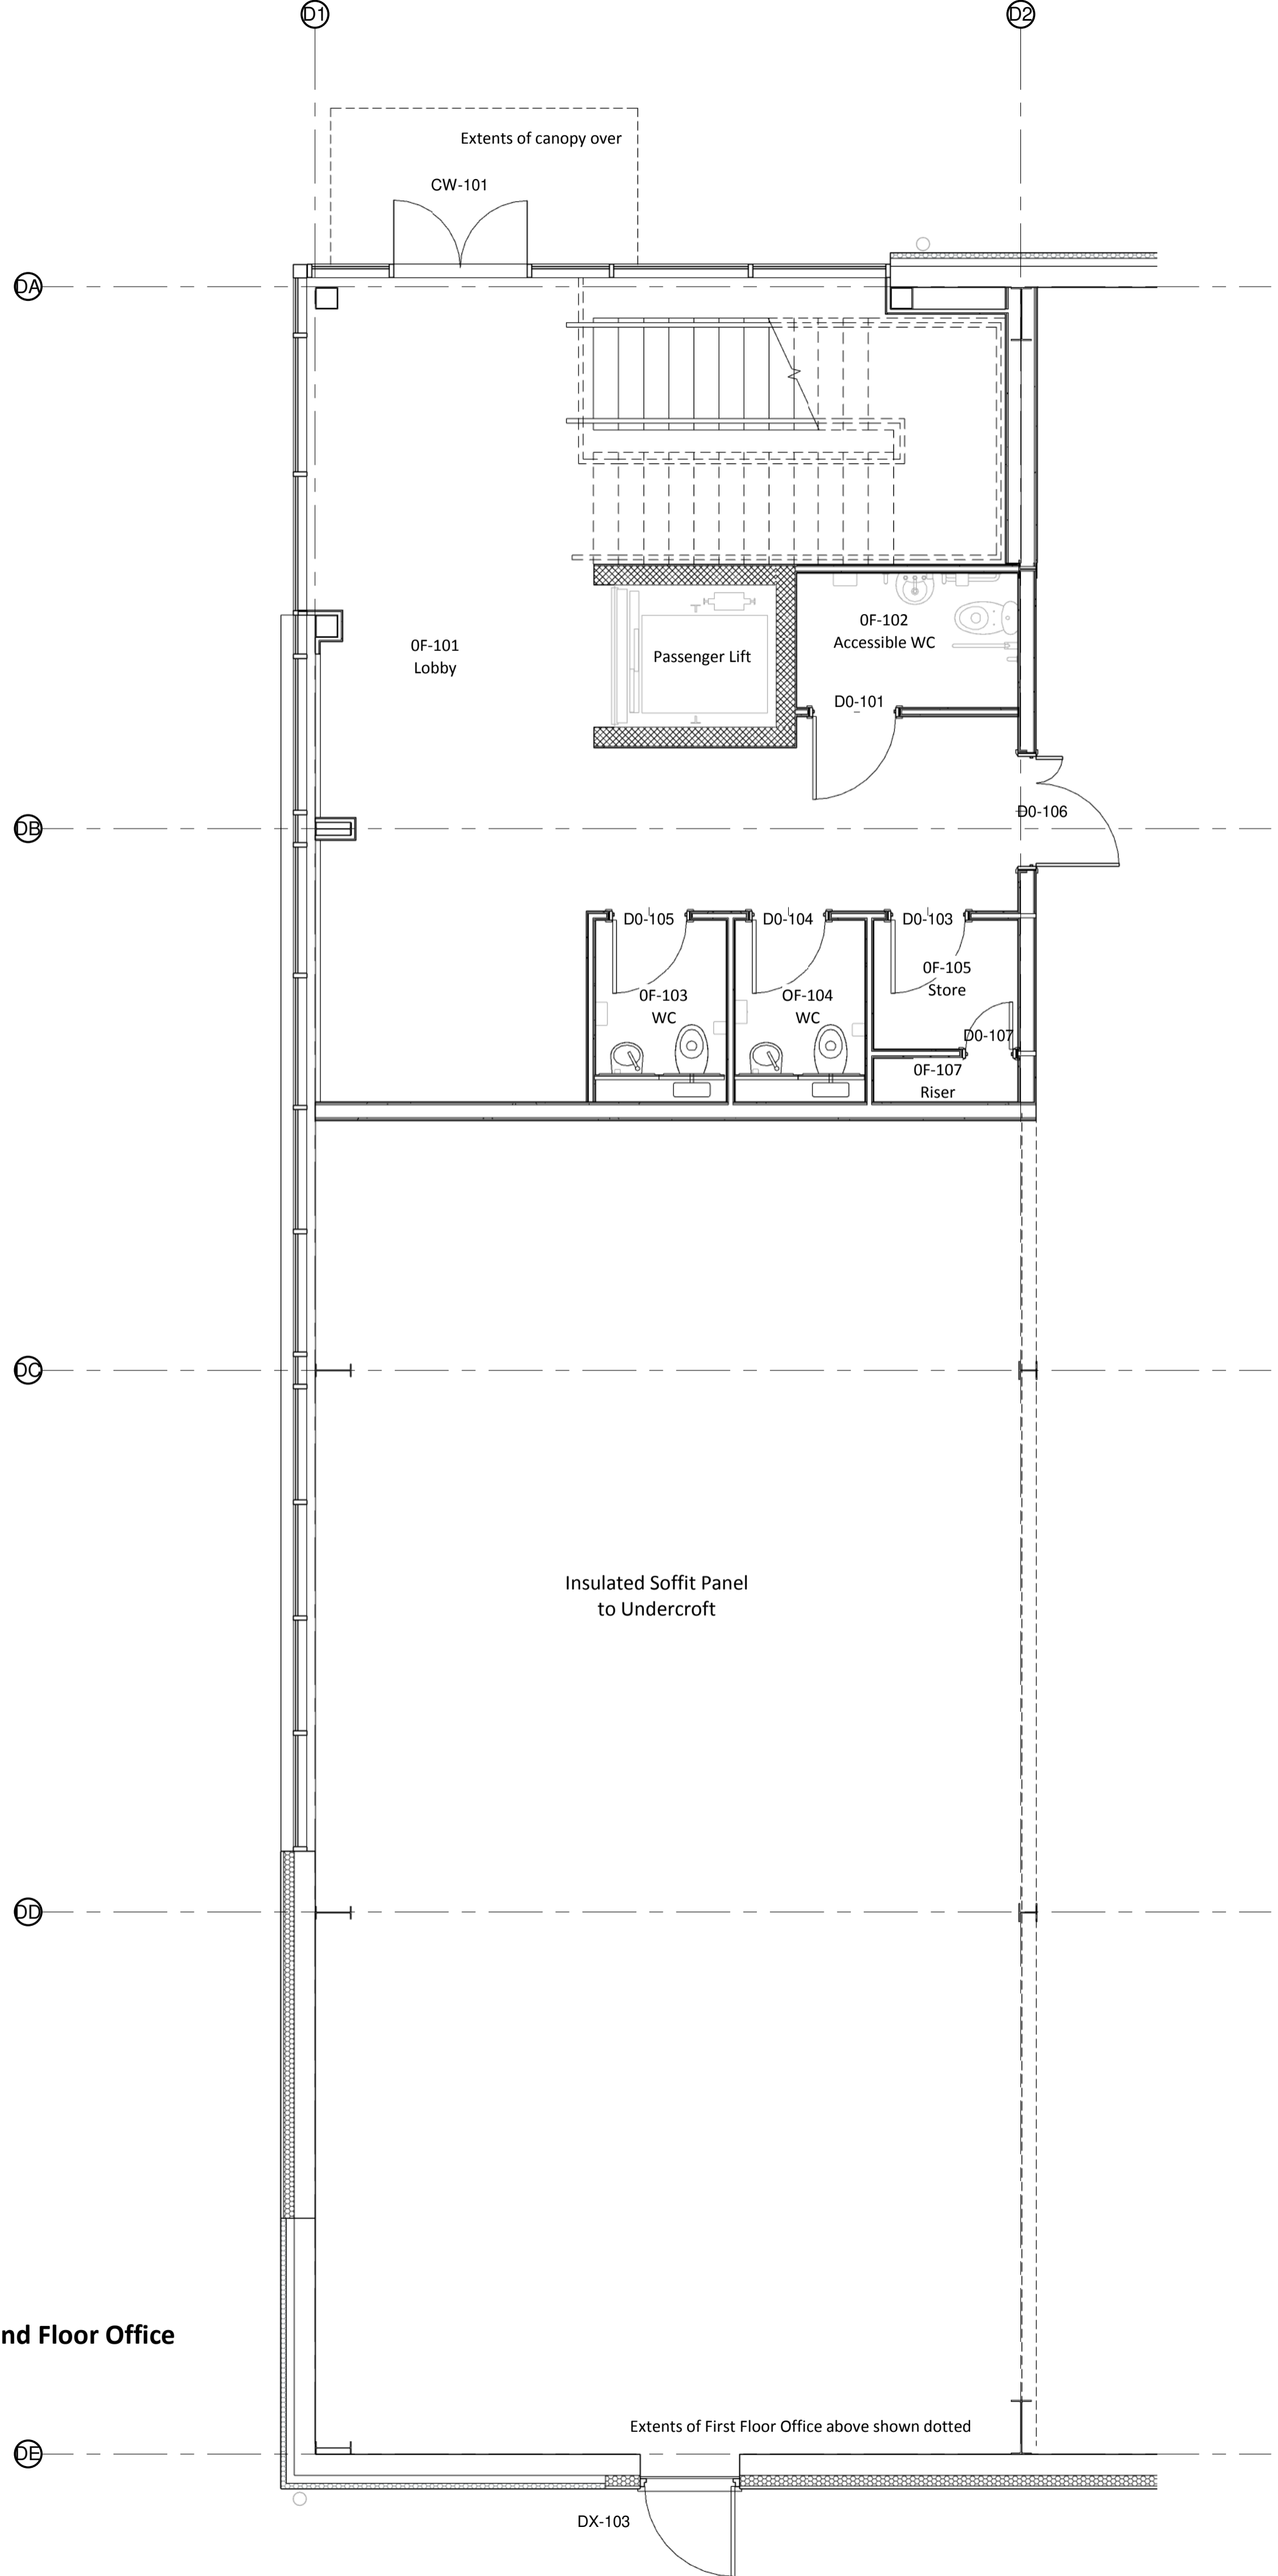 D1
D2
Extents of canopy over
CW-101
DA
0F-101
Lobby
Passenger Lift
0F-102
Accessible WC
D0-101
D0-106
DB
D0-105
D0-104
D0-103
0F-103
WC
OF-104
WC
0F-105
Store
D0-107
0F-107
Riser
DC
Insulated Soffit Panel
to Undercroft
DD
nd Floor Office
Extents of First Floor Office above shown dotted
DE
DX-103